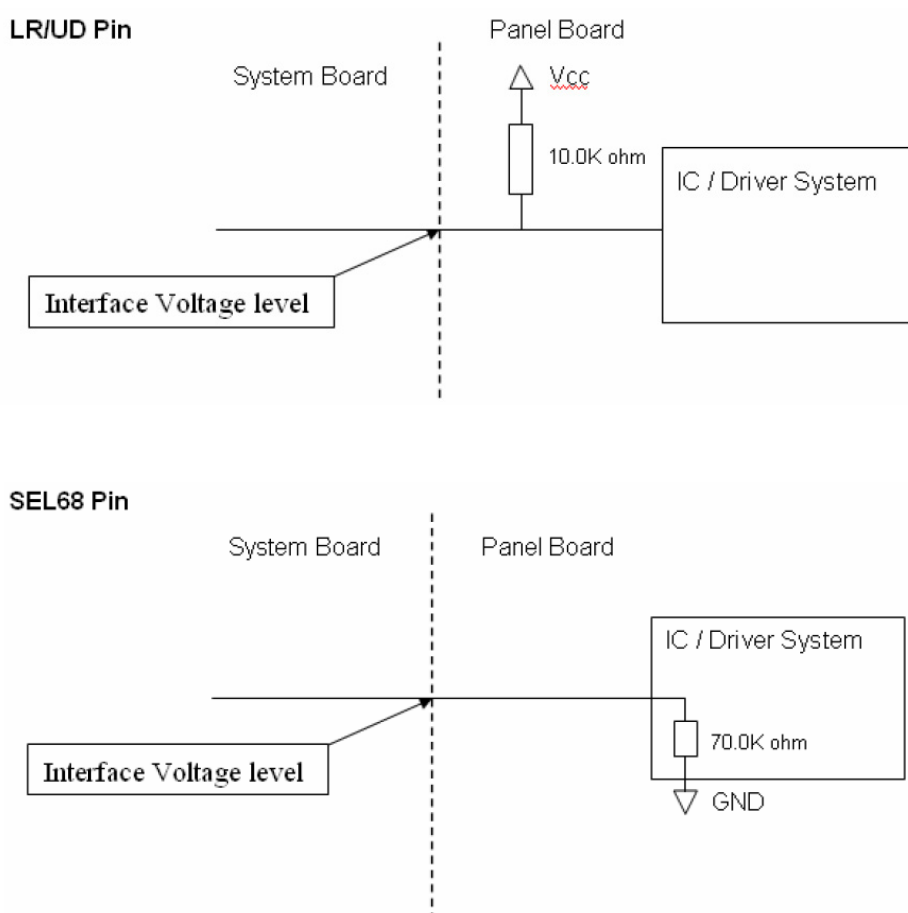 LR/UD Pin
Panel Board
System Board
Vcc
10.0K ohm
IC / Driver System
Interface Voltage level
SEL68 Pin
System Board
Panel Board
IC / Driver System
70.0K ohm
Interface Voltage level
GND